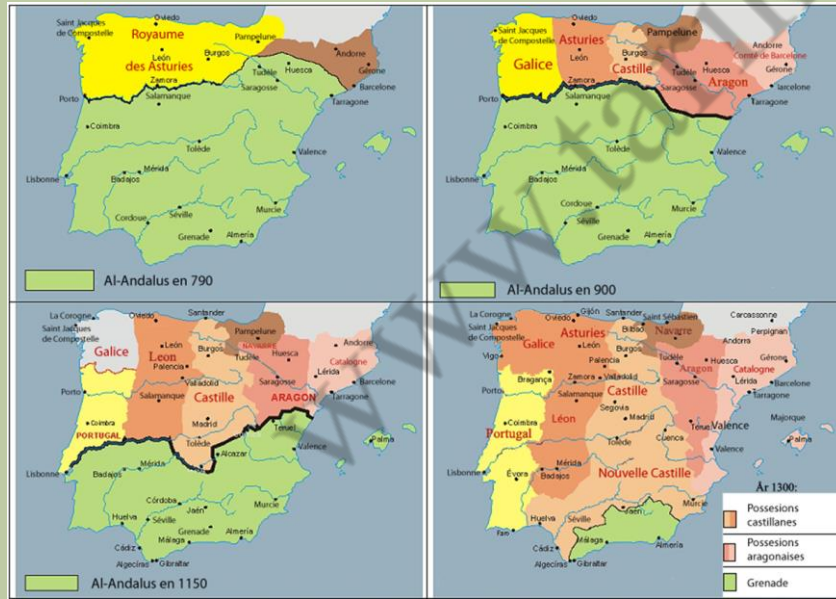 Saint Jacques
de Compostelle
Oviedo
Pampelune
Royaume
des Asturies
León
Burgos
Andorre
Tudèle
Huesca
Gérone
Zamora
Saragosse
Barcelone
Porto
Salamanque
Tarragone
Coimbra
Tolède
Valence
Lisbonne
Badajos
Mérida
Cordoue
Séville
Murcie
Grenade
Almería
Al-Andalus en 790
Saint Jacques
de Compostelle
Oviedo
Pampelune
Asturies
León
Burgos
Andorre
Galice
Castille
Comté de Barcelone
Tudèle
Huesca
Gérone
Aragon
Zamora
Saragosse
Barcelone
Porto
Salamanque
Tarragone
Coimbra
Tolède
Valence
Lisbonne
Badajos
Mérida
Cordoue
Séville
Murcie
Grenade
Almería
Al-Andalus en 900
La Corogne
Oviedo
Santander
Saint Jacques
de Compostelle
Pampelune
Galice
León
Leon
Burgos
Andorre
Palencia
Tudèle
Huesca
Catalogne
Lérida
Porto
Valladolid
Saragosse
Barcelone
Salamanque
Castille
ARAGON
Tarragone
Coimbra
Madrid
Teruel
PORTUGAL
Tolède
Alcazar
Valence
Palma
Lisbonne
Badajos
Mérida
Córdoba
Jaén
Murcie
Huelva
Séville
Grenade
Almería
Málaga
Cádiz
Algeciras
Gibraltar
Al-Andalus en 1150
La Corogne
Gijón
Oviedo
Santander
Saint Sébastien
Carcassonne
Saint Jacques
de Compostelle
Asturies
Bilbao
Navarre
Perpignan
Galice
León
Burgos
Andorra
Vigo
Palencia
Tudèle
Huesca
Gérone
Aragon
Catalogne
Bragança
Zamora
Valladolid
Saragosse
Lérida
Barcelone
Porto
Castille
Tarragone
Salamanque
Segovia
Coimbra
Léon
Madrid
Teruel
Valence
Majorque
Portugal
Tolède
Cuenca
Palma
Valence
Lisbonne
Mérida
Évora
Badajos
Nouvelle Castille
År 1300:
Murcie
Huelva
Séville
Jaén
Possesions
castillanes
Málaga
Almería
Cádiz
Possesions
aragonaises
Algeciras
Gibraltar
Grenade